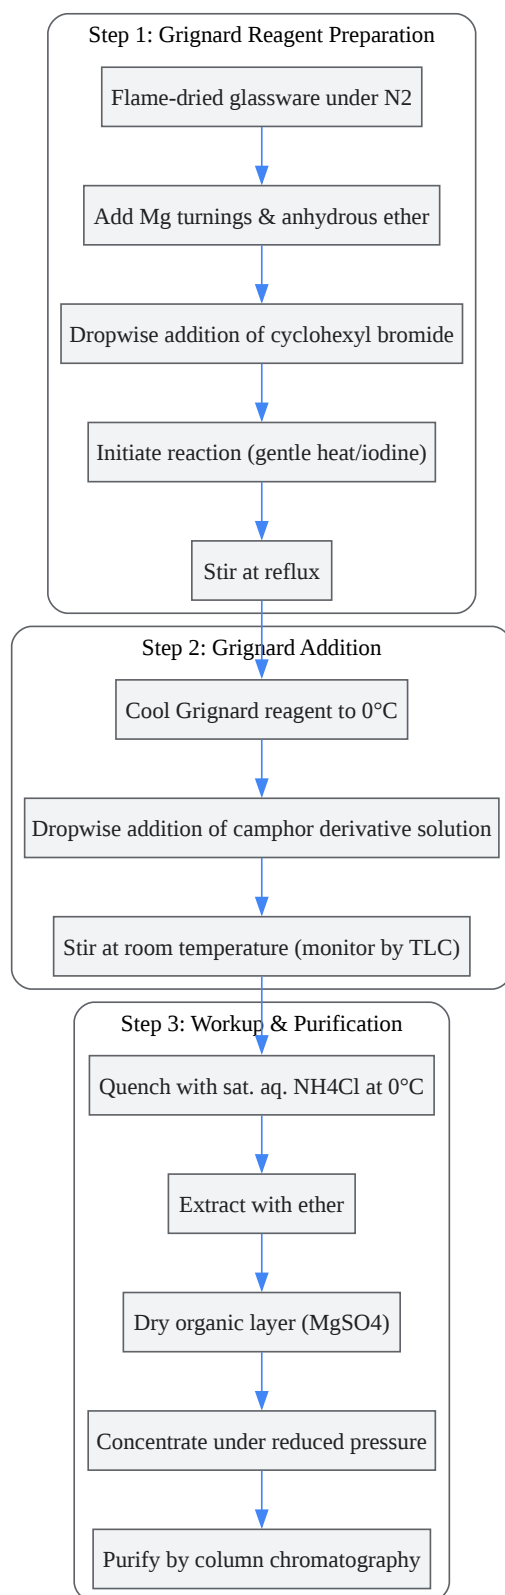 Step 1: Grignard Reagent Preparation
Flame-dried glassware under N2
Add Mg turnings & anhydrous ether
Dropwise addition of cyclohexyl bromide
Initiate reaction (gentle heat/iodine)
Stir at reflux
Step 2: Grignard Addition
Cool Grignard reagent to 0°C
Dropwise addition of camphor derivative solution
Stir at room temperature (monitor by TLC)
Step 3: Workup & Purification
Quench with sat. aq. NH4Cl at 0°C
Extract with ether
Dry organic layer (MgSO4)
Concentrate under reduced pressure
Purify by column chromatography